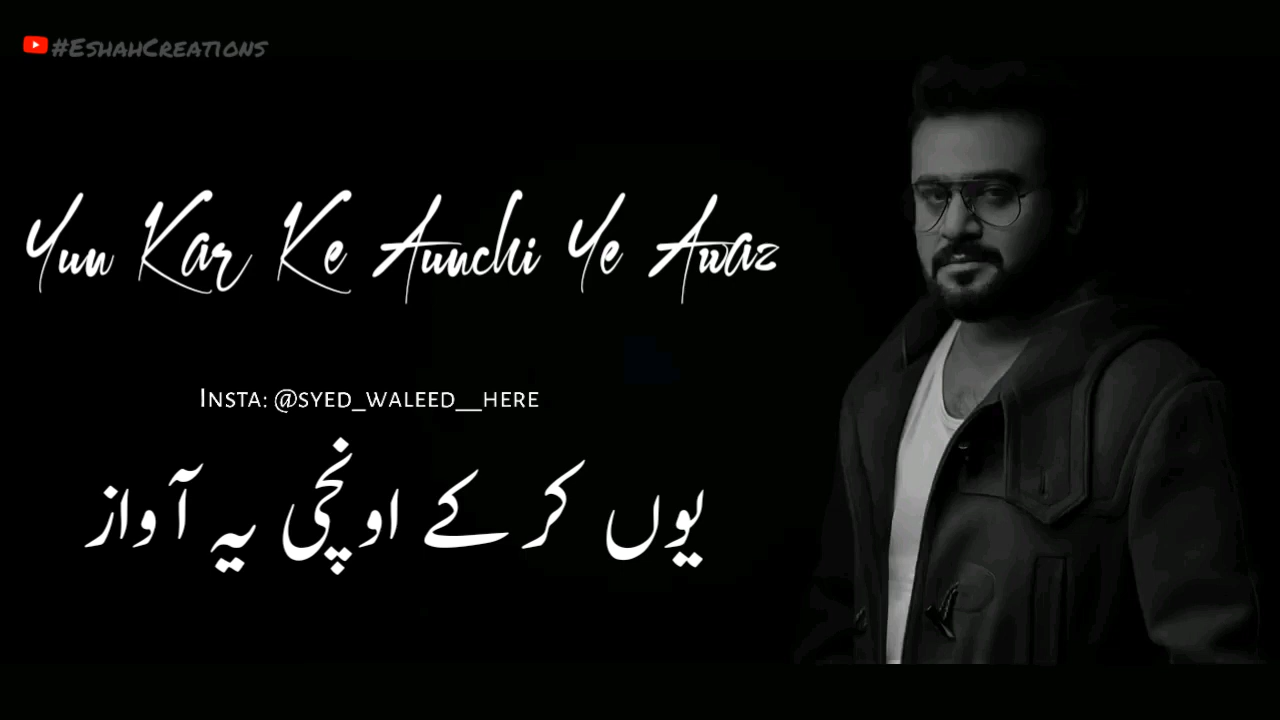 #EshahCreations
Yun Kar Ke Aunchi Ye Awaz
Insta: @syed_waleed__here
یوں کر کے اونچی یہ آواز